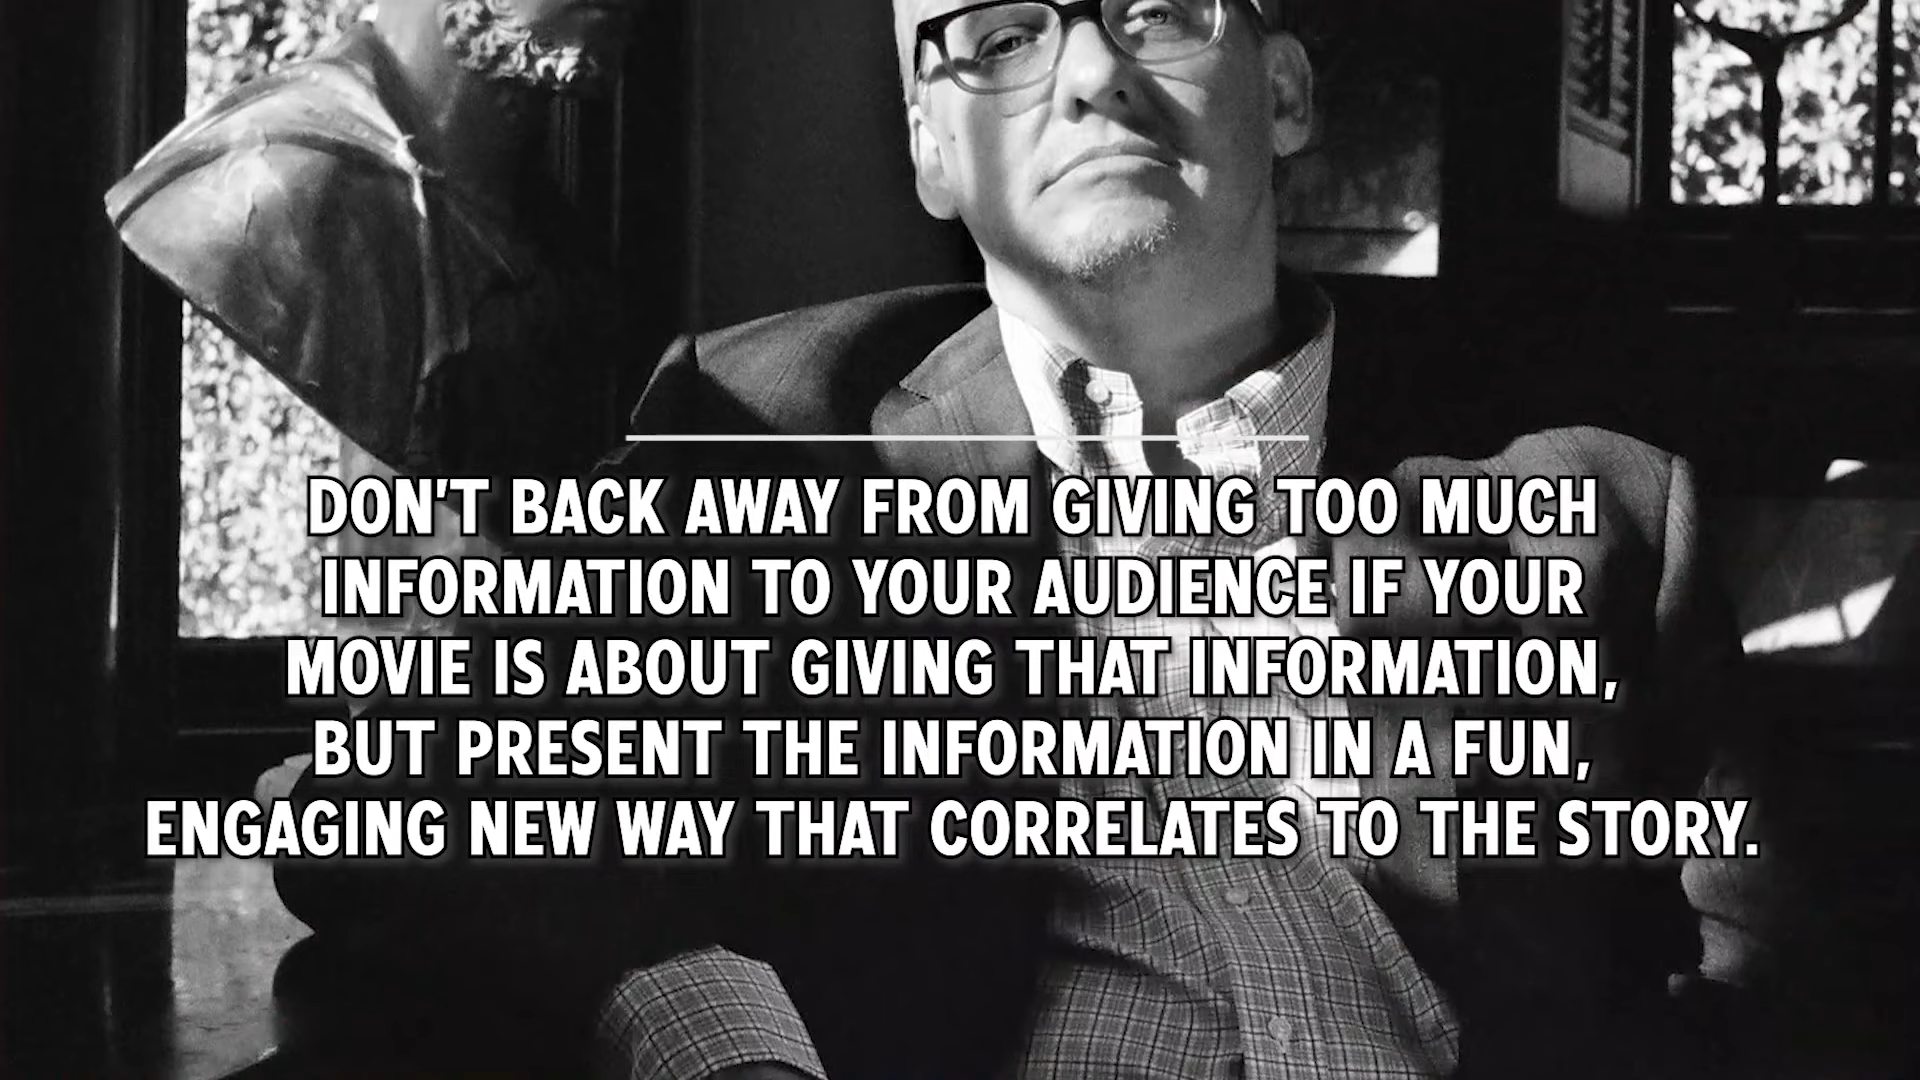 DON'T BACK AWAY FROM GIVING TOO MUCH
INFORMATION TO YOUR AUDIENCE IF YOUR
MOVIE IS ABOUT GIVING THAT INFORMATION,
BUT PRESENT THE INFORMATION IN A FUN,
ENGAGING NEW WAY THAT CORRELATES TO THE STORY.